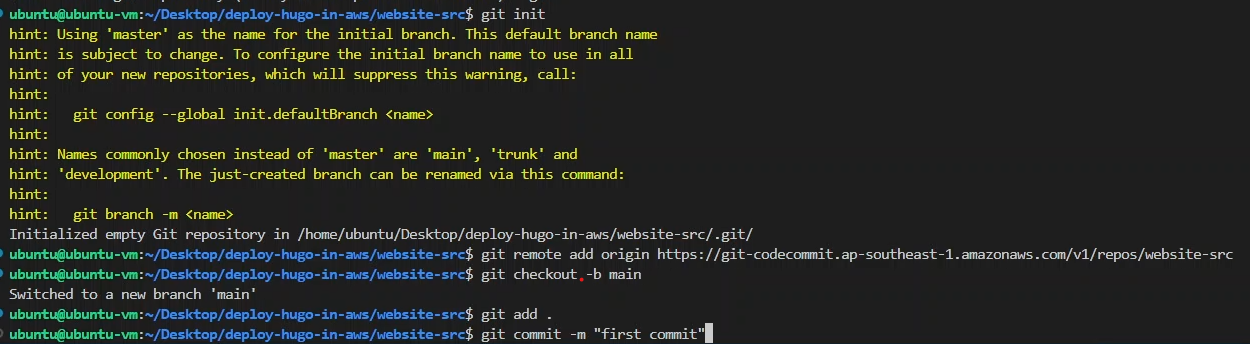 ubuntu@ubuntu-vm:~/Desktop/deploy-hugo-in-aws/website-src$ git init
hint: Using 'master' as the name for the initial branch. This default branch name
hint: is subject to change. To configure the initial branch name to use in all
hint: of your new repositories, which will suppress this warning, call:
hint:
hint:   git config --global init.defaultBranch <name>
hint:
hint: Names commonly chosen instead of 'master' are 'main', 'trunk' and
hint: 'development'. The just-created branch can be renamed via this command:
hint:
hint:   git branch -m <name>
Initialized empty Git repository in /home/ubuntu/Desktop/deploy-hugo-in-aws/website-src/.git/
ubuntu@ubuntu-vm:~/Desktop/deploy-hugo-in-aws/website-src$ git remote add origin https://git-codecommit.ap-southeast-1.amazonaws.com/v1/repos/website-src
ubuntu@ubuntu-vm:~/Desktop/deploy-hugo-in-aws/website-src$ git checkout -b main
Switched to a new branch 'main'
ubuntu@ubuntu-vm:~/Desktop/deploy-hugo-in-aws/website-src$ git add .
ubuntu@ubuntu-vm:~/Desktop/deploy-hugo-in-aws/website-src$ git commit -m "first commit"